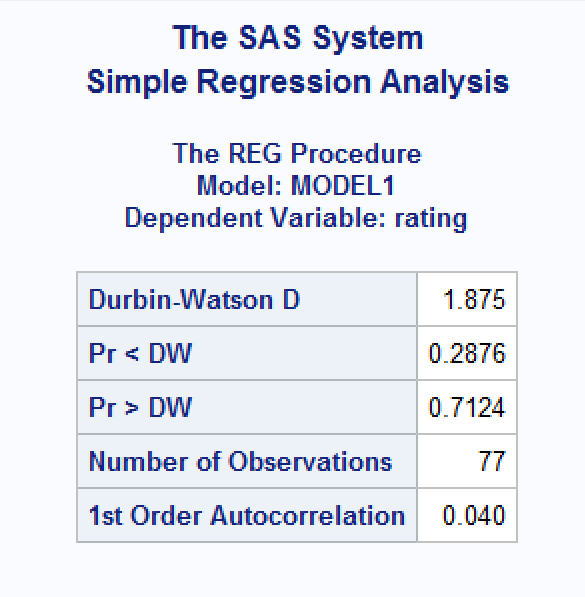 The SAS System
Simple Regression Analysis
The REG Procedure
Model: MODEL1
Dependent Variable: rating
Durbin-Watson D 1.875
Pr < DW 0.2876
Pr > DW 0.7124
Number of Observations 77
1st Order Autocorrelation 0.040